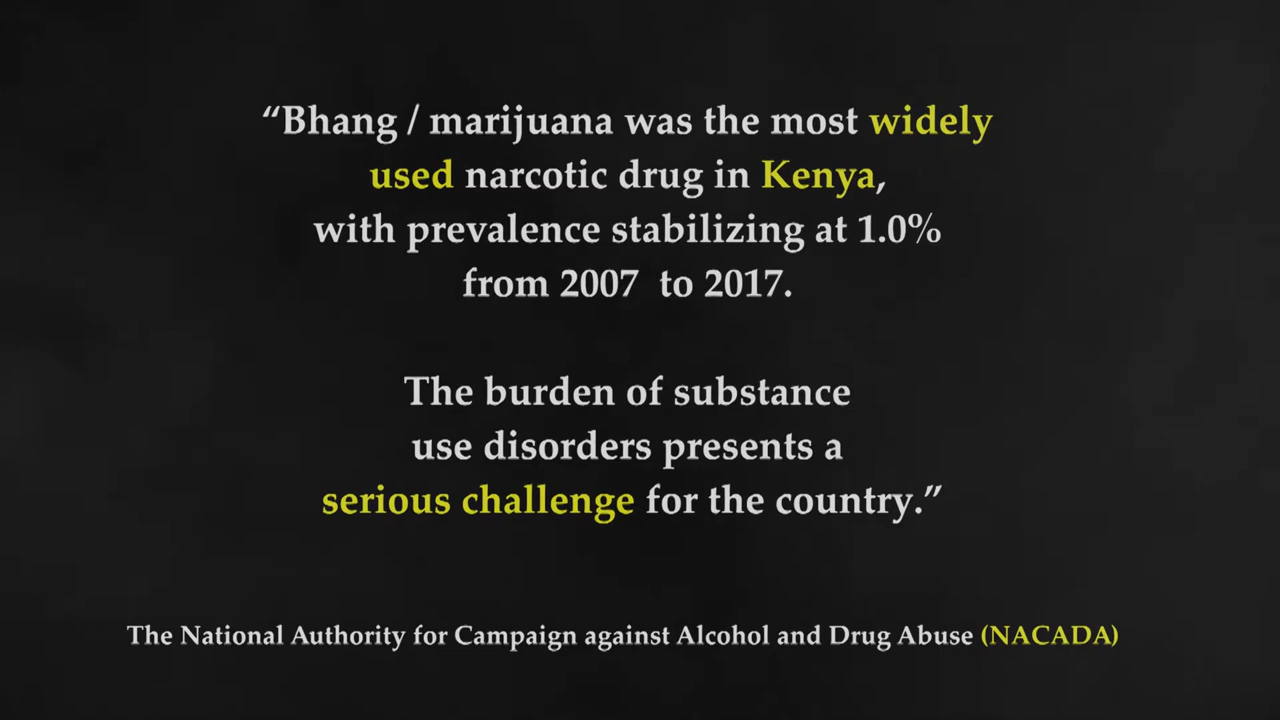 “Bhang / marijuana was the most widely
used narcotic drug in Kenya,
with prevalence stabilizing at 1.0%
from 2007  to 2017.
The burden of substance
use disorders presents a
serious challenge for the country.”
The National Authority for Campaign against Alcohol and Drug Abuse (NACADA)